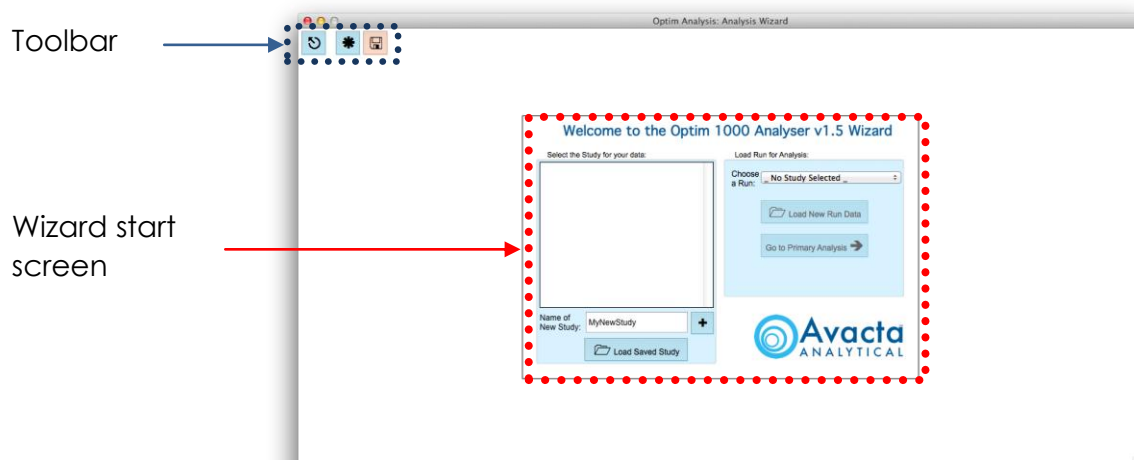 Optim Analysis: Analysis Wizard
Toolbar
Welcome to the Optim 1000 Analyser v1.5 Wizard
Select the Study for your data:
Load Run for Analysis:
Choose
a Run:
_ No Study Selected _
Load New Run Data
Wizard start
screen
Go to Primary Analysis
Name of
New Study:
MyNewStudy
Load Saved Study
Avacta
ANALYTICAL